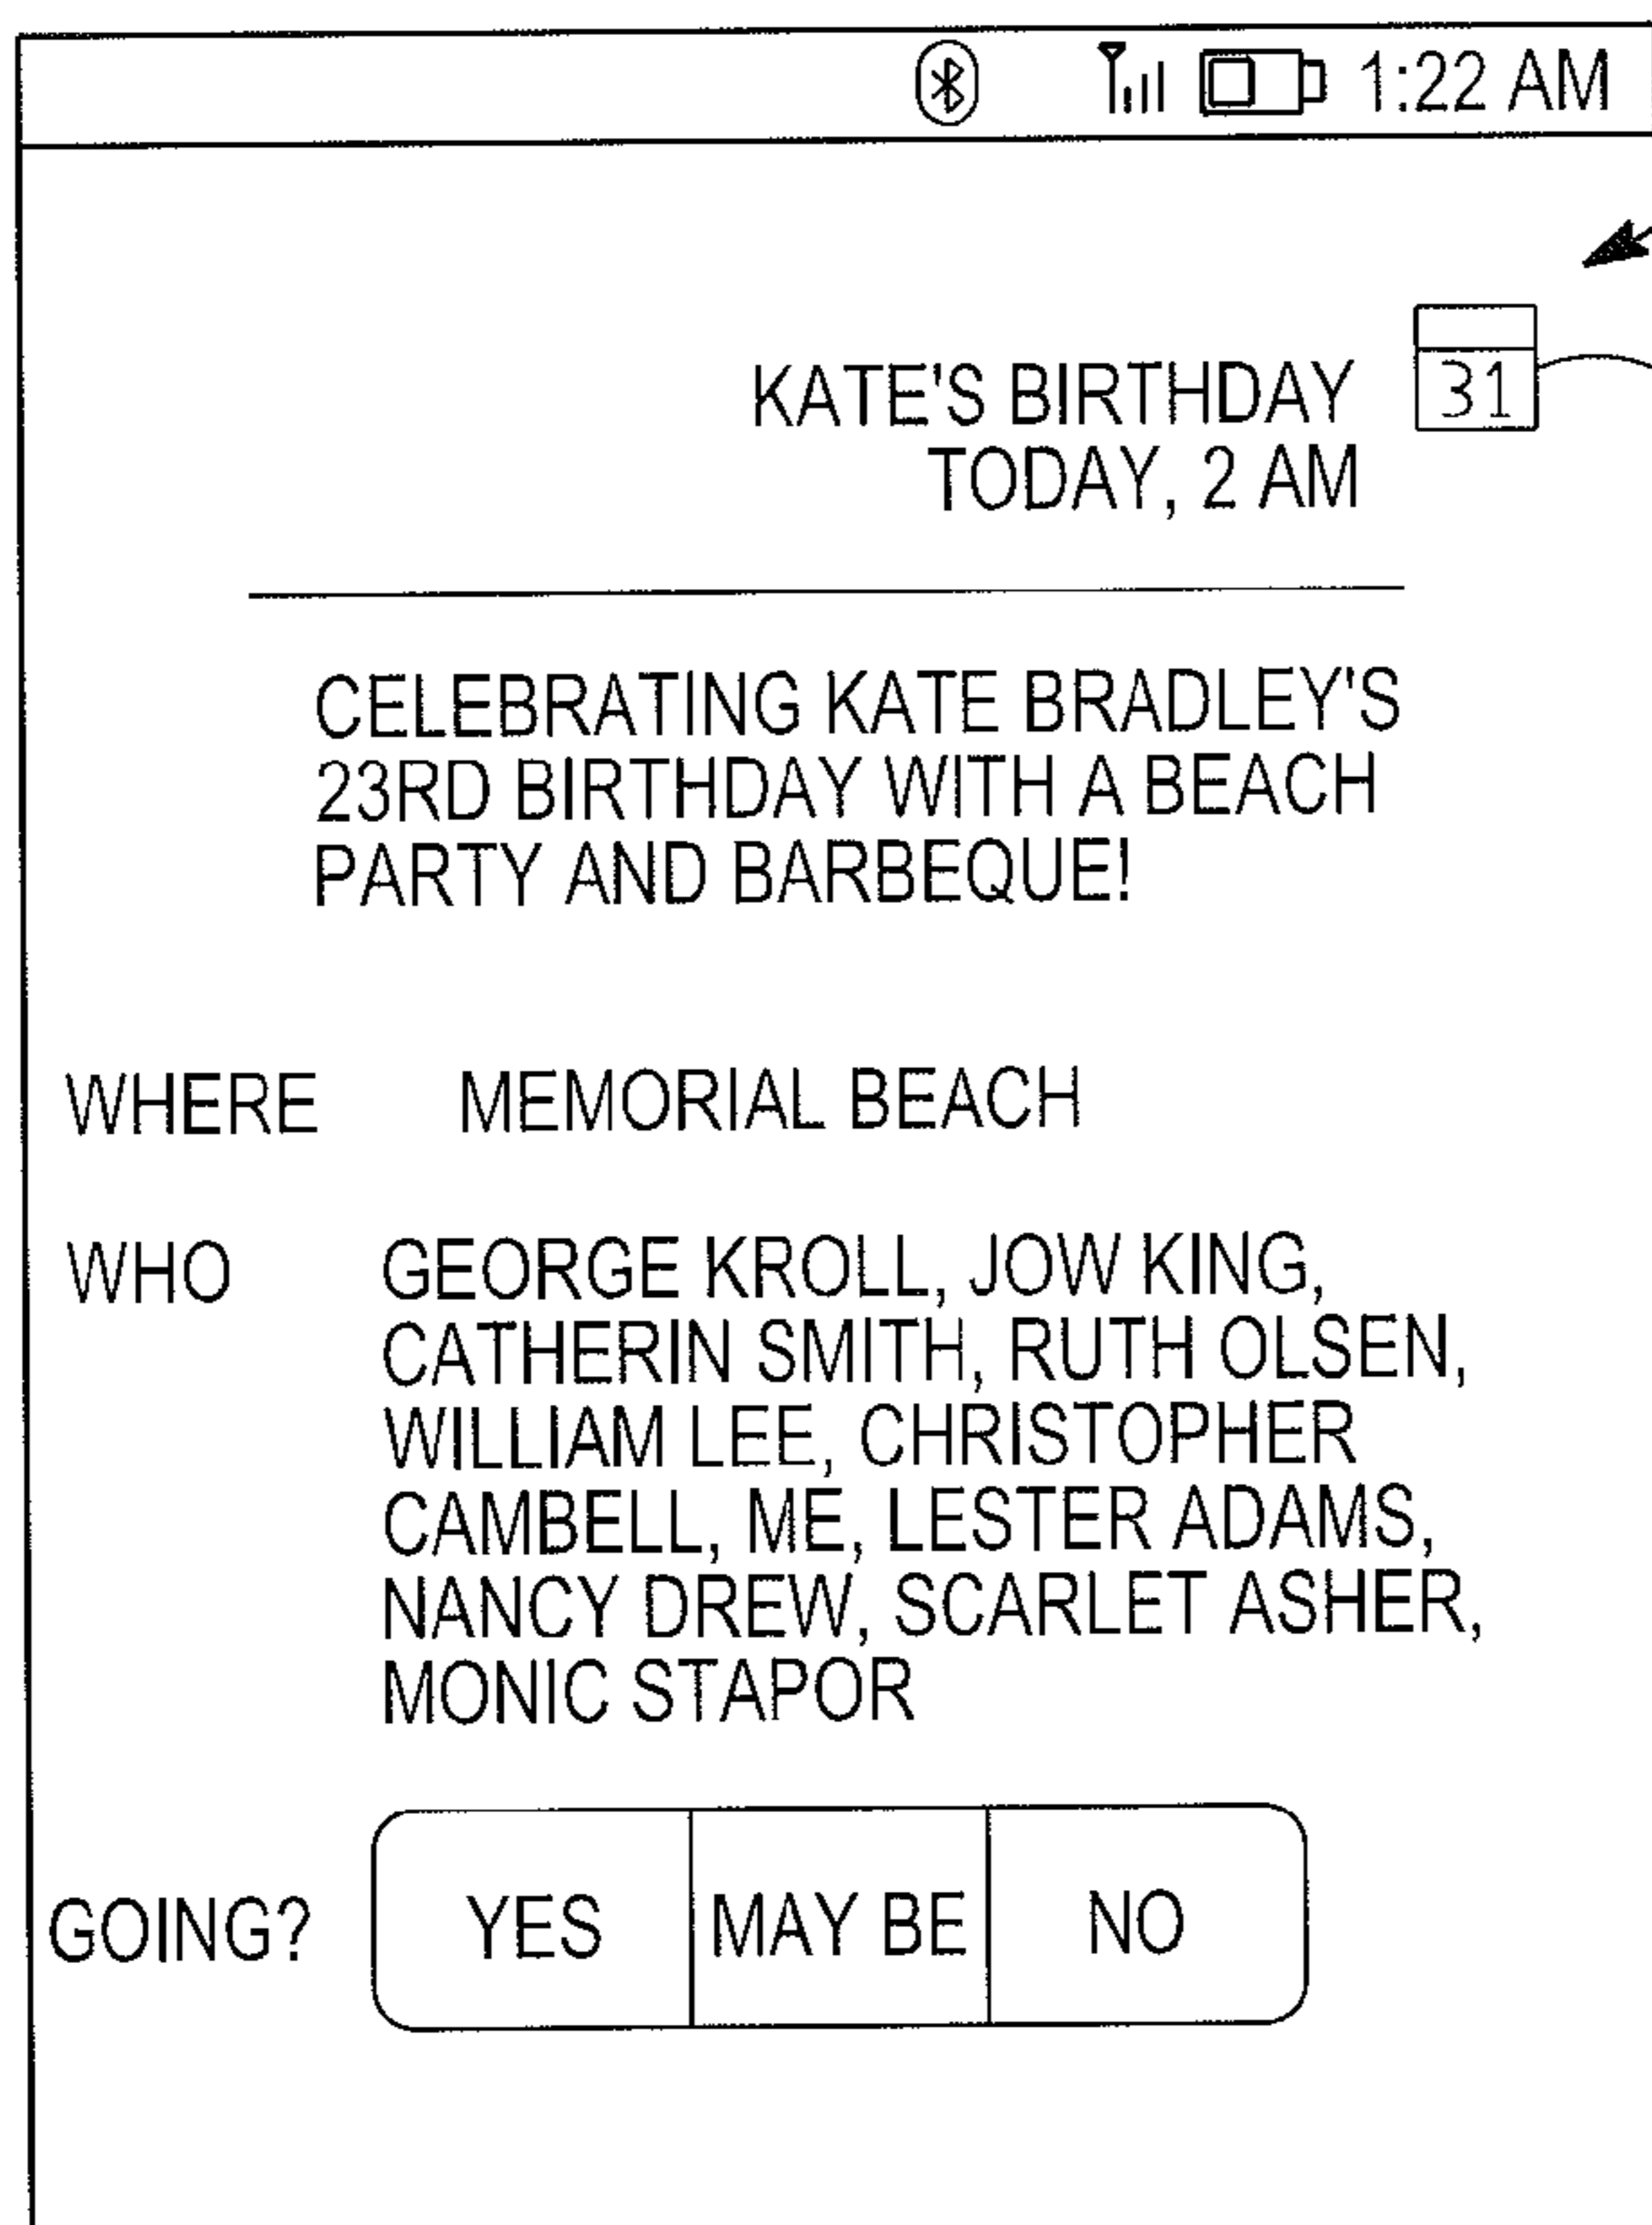 1:22 AM
KATE'S BIRTHDAY
31
TODAY, 2 AM
CELEBRATING KATE BRADLEY'S
23RD BIRTHDAY WITH A BEACH
PARTY AND BARBEQUE!
WHERE MEMORIAL BEACH
WHO GEORGE KROLL, JOW KING,
CATHERIN SMITH, RUTH OLSEN,
WILLIAM LEE, CHRISTOPHER
CAMBELL, ME, LESTER ADAMS,
NANCY DREW, SCARLET ASHER,
MONIC STAPOR
GOING? YES MAY BE NO